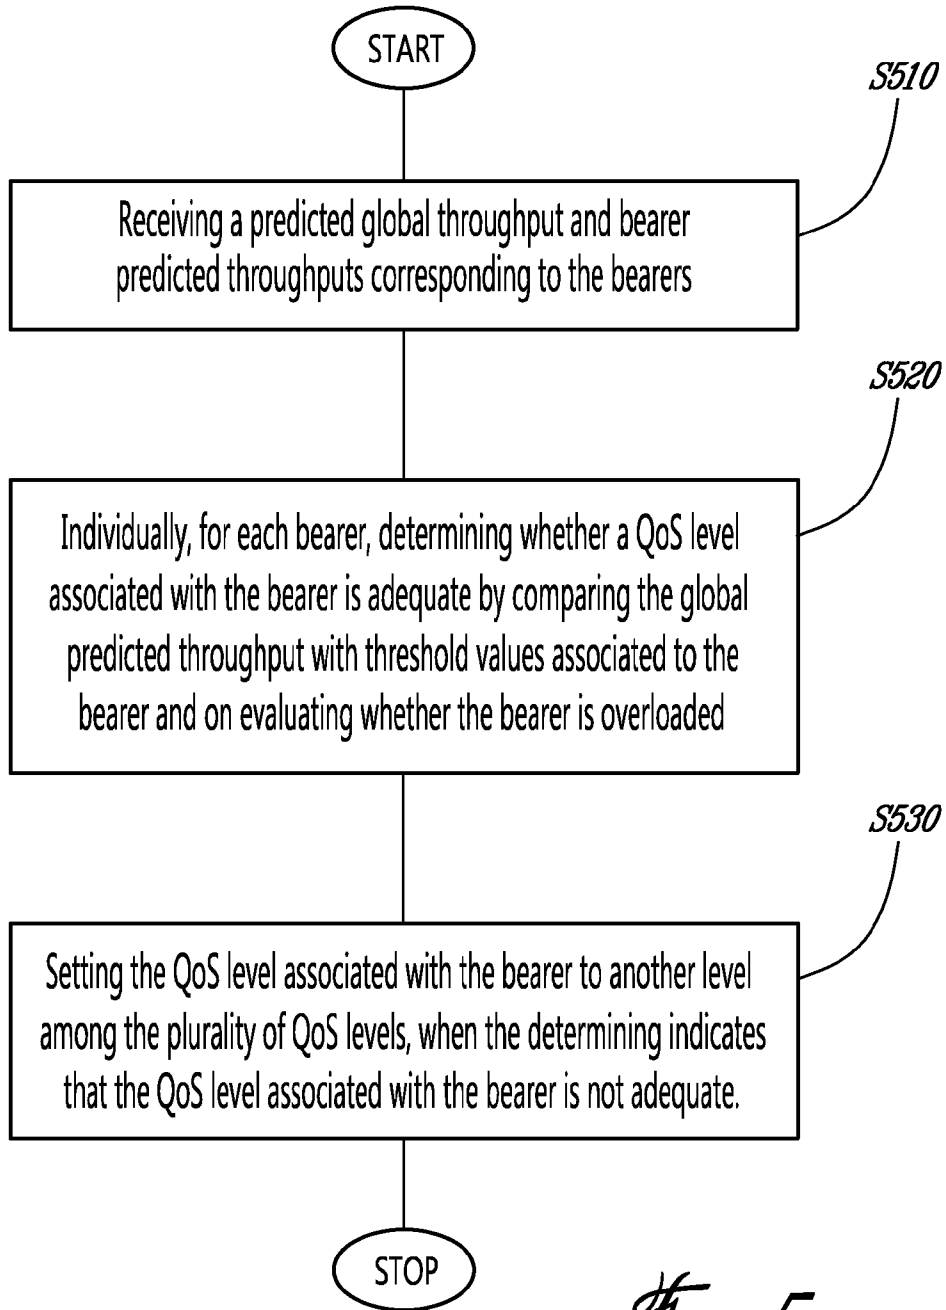 START
S510
Receiving a predicted global throughput and bearer
predicted throughputs corresponding to the bearers
S520
Individually, for each bearer, determining whether a QoS level
associated with the bearer is adequate by comparing the global
predicted throughput with threshold values associated to the
bearer and on evaluating whether the bearer is overloaded
S530
Setting the QoS level associated with the bearer to another level
among the plurality of QoS levels, when the determining indicates
that the QoS level associated with the bearer is not adequate.
STOP